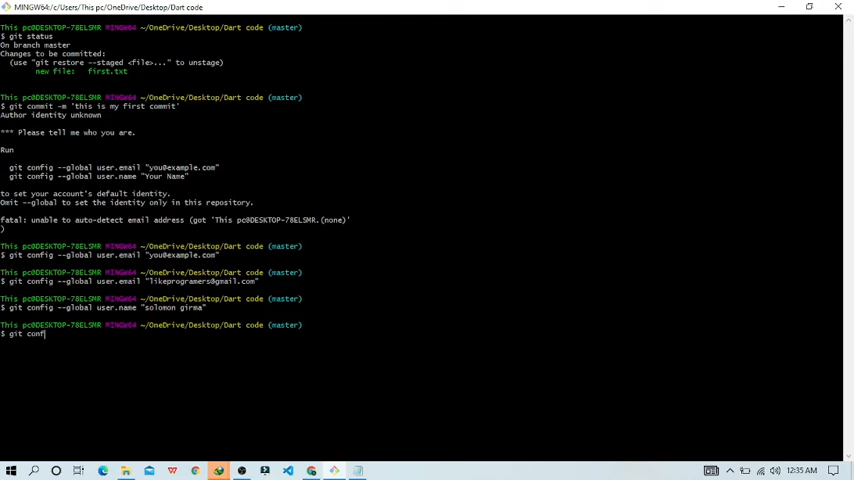 MINGW64:/c/Users/This pc/OneDrive/Desktop/Dart code
This pc@DESKTOP-78ELSMR MINGW64 ~/OneDrive/Desktop/Dart code (master)
$ git status
On branch master
Changes to be committed:
  (use "git restore --staged <file>..." to unstage)
        new file:   first.txt
This pc@DESKTOP-78ELSMR MINGW64 ~/OneDrive/Desktop/Dart code (master)
$ git commit -m 'this is my first commit'
Author identity unknown
*** Please tell me who you are.
Run
  git config --global user.email "you@example.com"
  git config --global user.name "Your Name"
to set your account's default identity.
Omit --global to set the identity only in this repository.
fatal: unable to auto-detect email address (got 'This pc@DESKTOP-78ELSMR.(none)'
)
This pc@DESKTOP-78ELSMR MINGW64 ~/OneDrive/Desktop/Dart code (master)
$ git config --global user.email "you@example.com"
This pc@DESKTOP-78ELSMR MINGW64 ~/OneDrive/Desktop/Dart code (master)
$ git config --global user.email "likeprogramers@gmail.com"
This pc@DESKTOP-78ELSMR MINGW64 ~/OneDrive/Desktop/Dart code (master)
$ git config --global user.name "solomon girma"
This pc@DESKTOP-78ELSMR MINGW64 ~/OneDrive/Desktop/Dart code (master)
$ git conf
12:35 AM